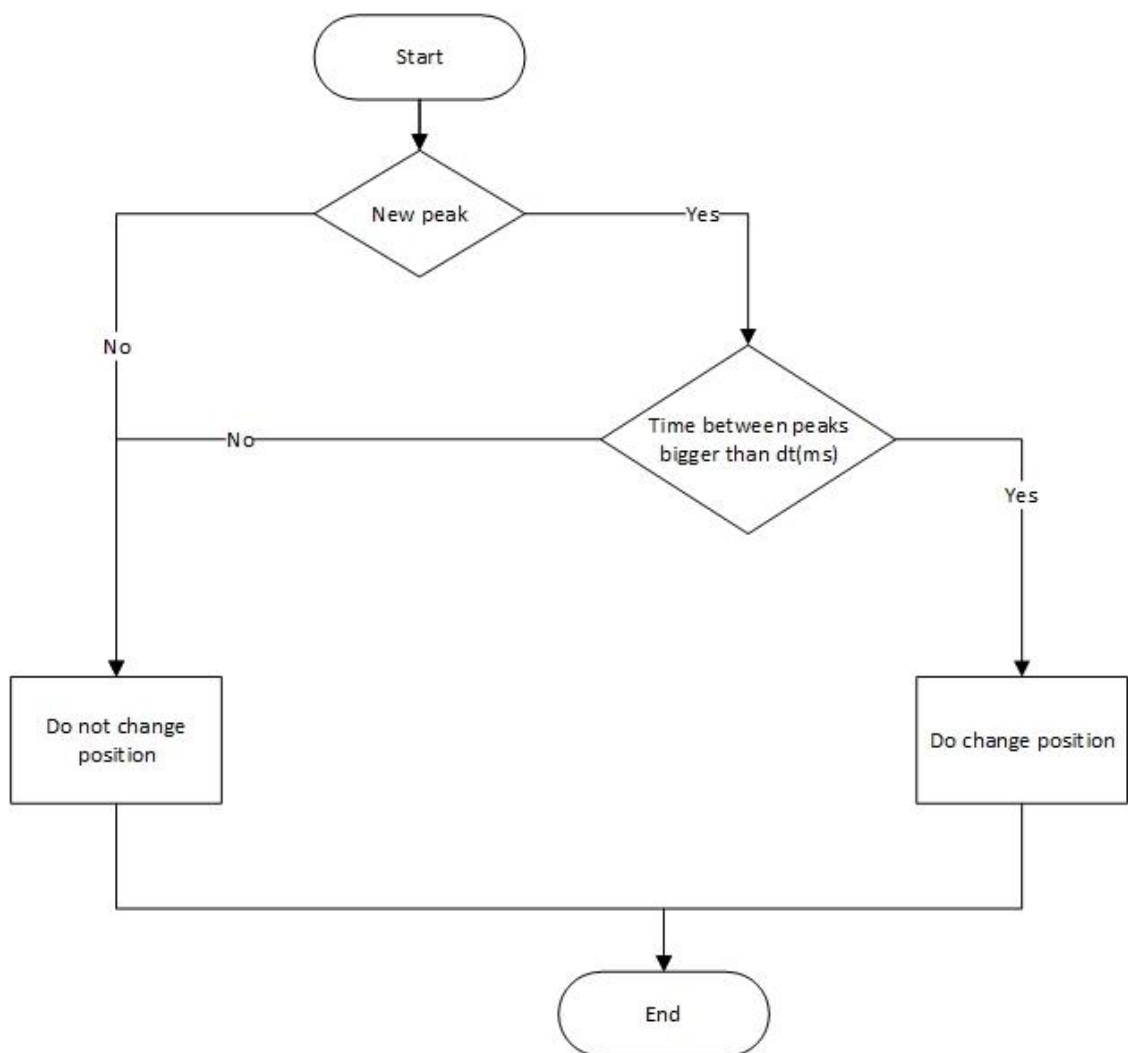 Start
New peak
Yes
No
Time between peaks
bigger than dt(ms)
No
Yes
Do not change
position
Do change position
End